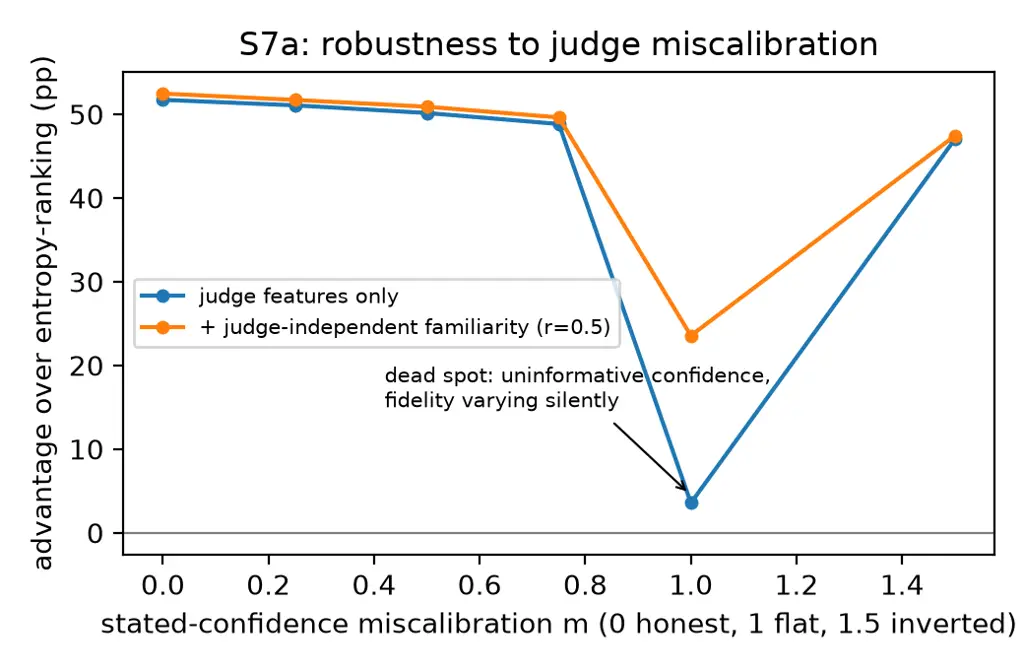 S7a: robustness to judge miscalibration
advantage over entropy-ranking (pp)
50
40
30
20
10
0
judge features only
+ judge-independent familiarity (r=0.5)
dead spot: uninformative confidence,
fidelity varying silently
0.0 0.2 0.4 0.6 0.8 1.0 1.2 1.4
stated-confidence miscalibration m (0 honest, 1 flat, 1.5 inverted)